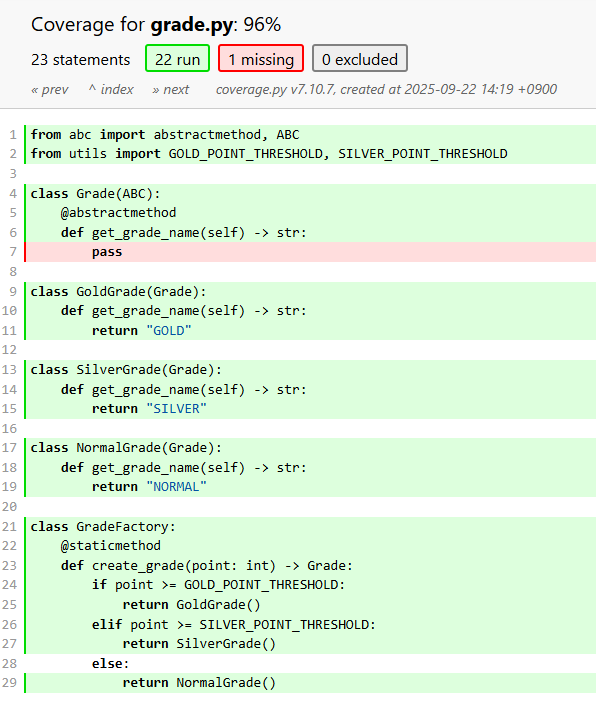 Coverage for grade.py: 96%
23 statements 22 run 1 missing 0 excluded
« prev ^ index » next coverage.py v7.10.7, created at 2025-09-22 14:19 +0900
1 from abc import abstractmethod, ABC
2 from utils import GOLD_POINT_THRESHOLD, SILVER_POINT_THRESHOLD
3
4 class Grade(ABC):
5     @abstractmethod
6     def get_grade_name(self) -> str:
7         pass
8
9 class GoldGrade(Grade):
10     def get_grade_name(self) -> str:
11         return "GOLD"
12
13 class SilverGrade(Grade):
14     def get_grade_name(self) -> str:
15         return "SILVER"
16
17 class NormalGrade(Grade):
18     def get_grade_name(self) -> str:
19         return "NORMAL"
20
21 class GradeFactory:
22     @staticmethod
23     def create_grade(point: int) -> Grade:
24         if point >= GOLD_POINT_THRESHOLD:
25             return GoldGrade()
26         elif point >= SILVER_POINT_THRESHOLD:
27             return SilverGrade()
28         else:
29             return NormalGrade()